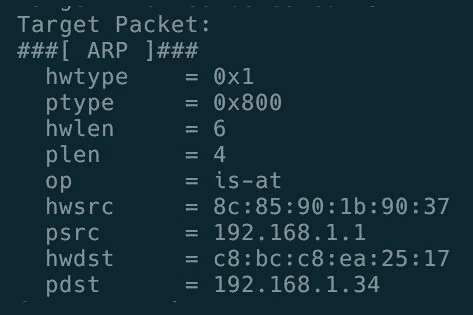 Target Packet:
###[ ARP ]###
hwtype = 0x1
ptype = 0x800
hwlen = 6
plen = 4
op = is-at
hwsrc = 8c:85:90:1b:90:37
psrc = 192.168.1.1
hwdst = c8:bc:c8:ea:25:17
pdst = 192.168.1.34